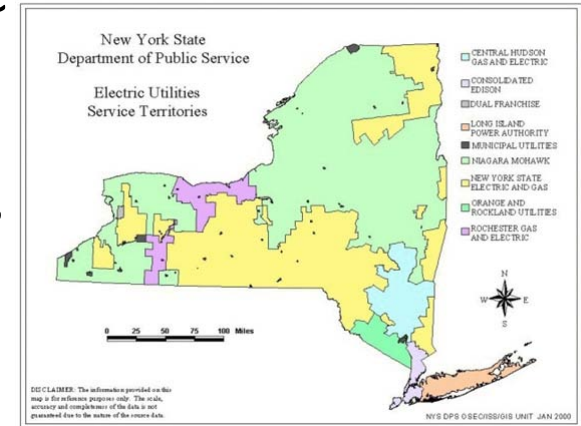 New York State
Department of Public Service
Electric Utilities
Service Territories
CENTRAL HUDSON
GAS AND ELECTRIC
CONSOLIDATED
EDISON
DUAL FRANCHISE
LONG ISLAND
POWER AUTHORITY
MUNICIPAL UTILITIES
NIAGARA MOHAWK
NEW YORK STATE
ELECTRIC AND GAS
ORANGE AND
ROCKLAND UTILITIES
ROCHESTER GAS
AND ELECTRIC
N
W E
S
0 25 50 75 100 Miles
DISCLAIMER: The information provided on this
map is for reference purposes only. The scale,
accuracy and completeness of the data is not
guaranteed due to the nature of the source data.
NYS DPS OSEC/ISS/GIS UNIT JAN 2000